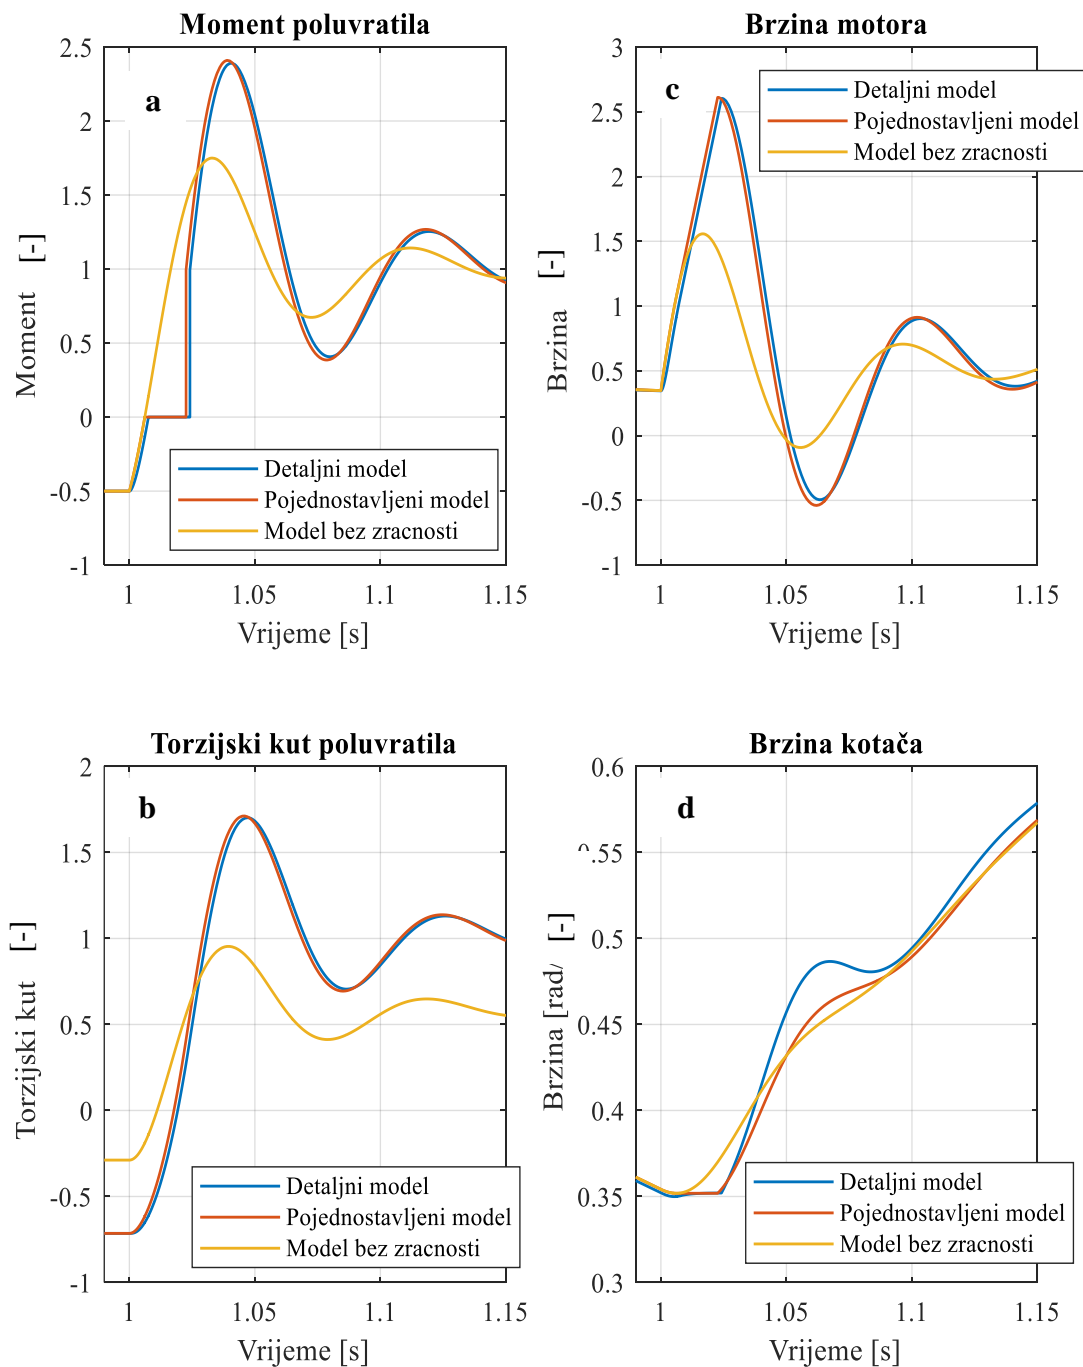 Moment poluvratila
a
2.5
2
1.5
1
0.5
0
-0.5
-1
Moment [-]
Detaljni model
Pojednostavljeni model
Model bez zracnosti
1 1.05 1.1 1.15
Vrijeme [s]
Brzina motora
c
3
2.5
2
1.5
1
0.5
0
-0.5
-1
Brzina [-]
Detaljni model
Pojednostavljeni model
Model bez zracnosti
1 1.05 1.1 1.15
Vrijeme [s]
Torzijski kut poluvratila
b
2
1.5
1
0.5
0
-0.5
-1
Torzijski kut [-]
Detaljni model
Pojednostavljeni model
Model bez zracnosti
1 1.05 1.1 1.15
Vrijeme [s]
Brzina kotača
d
0.6
0.55
0.5
0.45
0.4
0.35
0.3
Brzina [rad/ [-]
Detaljni model
Pojednostavljeni model
Model bez zracnosti
1 1.05 1.1 1.15
Vrijeme [s]